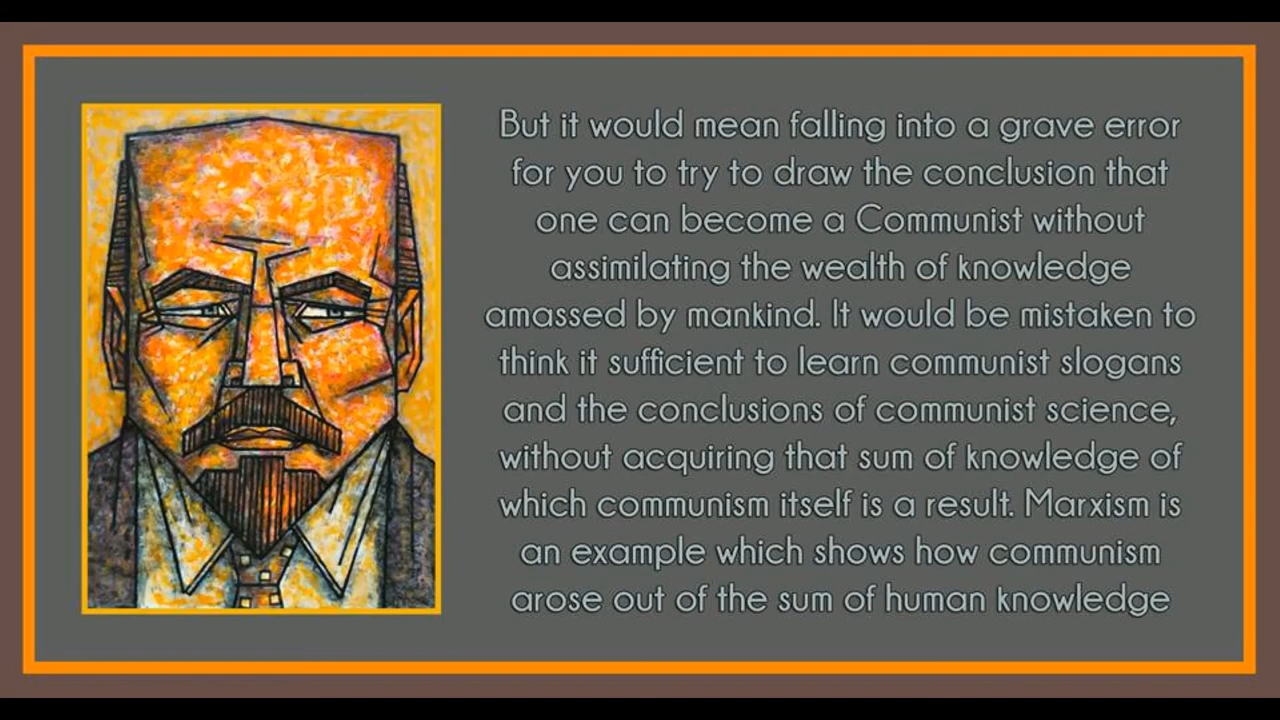 But it would mean falling into a grave error
for you to try to draw the conclusion that
one can become a Communist without
assimilating the wealth of knowledge
amassed by mankind. It would be mistaken to
think it sufficient to learn communist slogans
and the conclusions of communist science,
without acquiring that sum of knowledge of
which communism itself is a result. Marxism is
an example which shows how communism
arose out of the sum of human knowledge